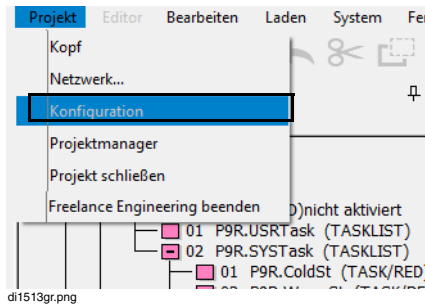 Projekt Editor Bearbeiten Laden System
Kopf
Netzwerk...
Konfiguration
Projektmanager
Projekt schließen
Freelance Engineering beenden
)nicht aktiviert
01 P9R.USRTask (TASKLIST)
02 P9R.SYSTask (TASKLIST)
01 P9R.ColdSt (TASK/RED)
di1513gr.png